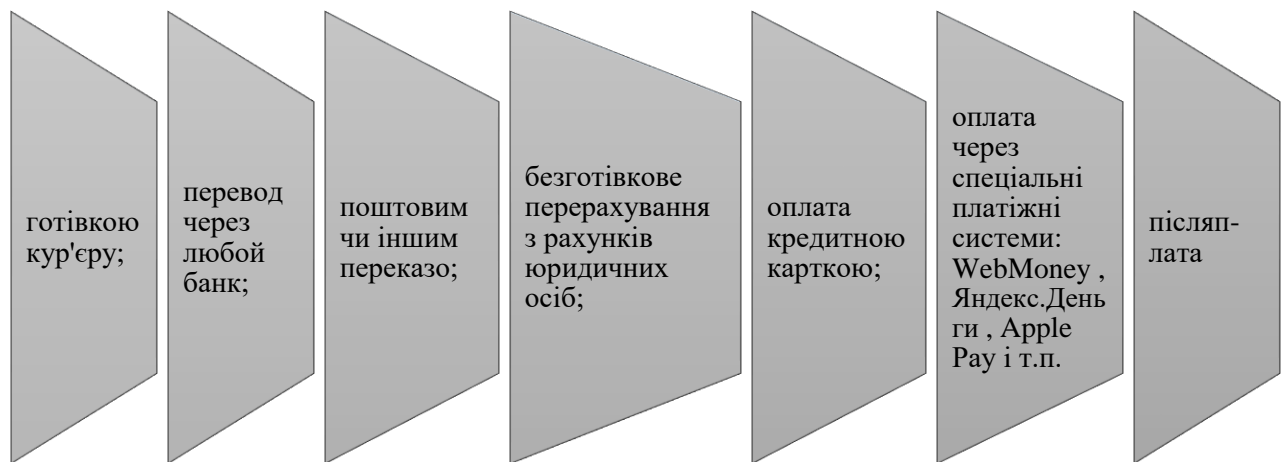 готівкою
кур'єру;
перевод
через
любой
банк;
поштовим
чи іншим
переказо;
безготівкове
перерахування
з рахунків
юридичних
осіб;
оплата
кредитною
карткою;
оплата
через
спеціальні
платіжні
системи:
WebMoney ,
Яндекс.День
ги , Apple
Pay і т.п.
післяп-
лата